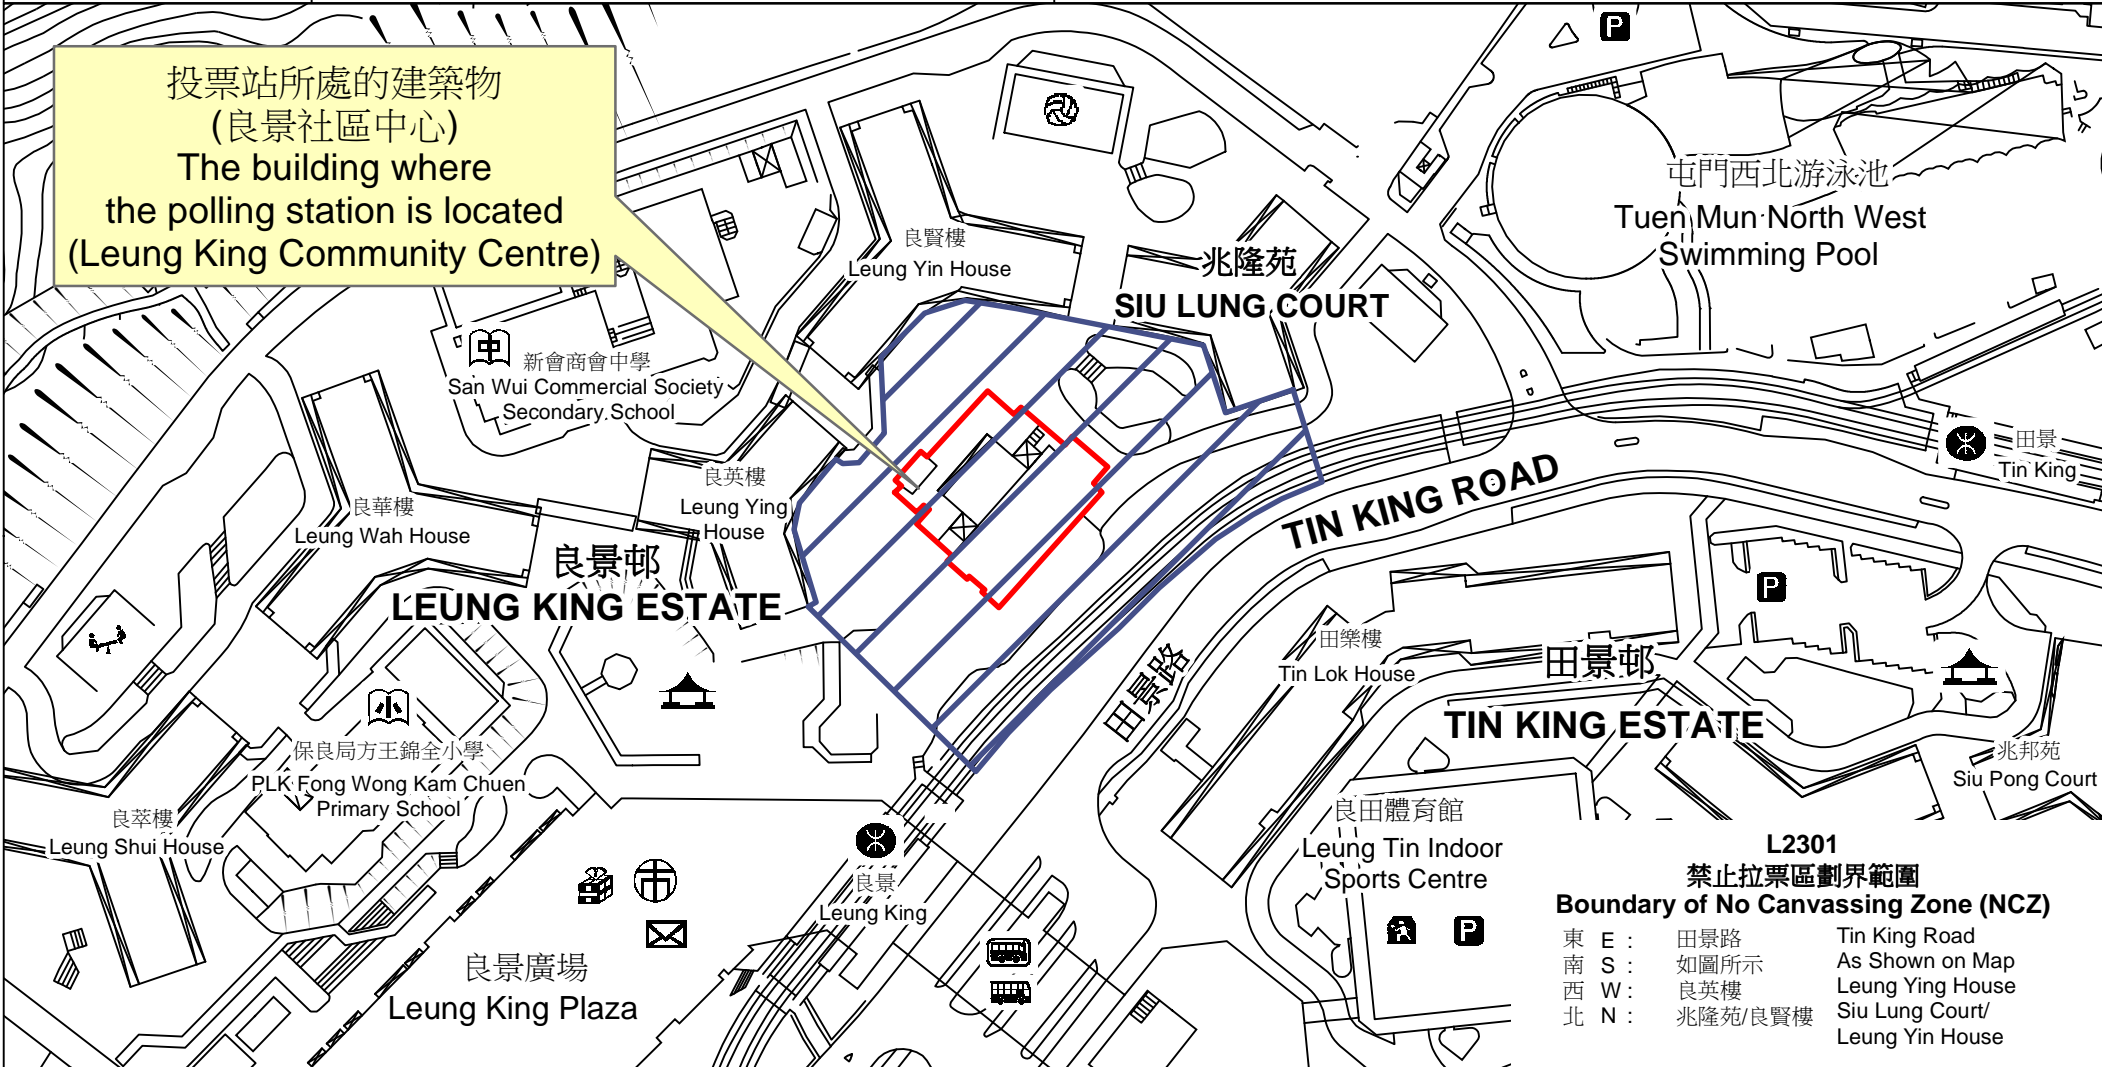 投票站所處的建築物
(良景社區中心)
The building where
the polling station is located
(Leung King Community Centre)
P
屯門西北游泳池
Tuen Mun North West
Swimming Pool
良賢樓
Leung Yin House
兆隆苑
SIU LUNG COURT
中
新會商會中學
San Wui Commercial Society
Secondary School
田景
Tin King
良英樓
Leung Ying
House
良華樓
Leung Wah House
TIN KING ROAD
田景路
良景邨
LEUNG KING ESTATE
P
田樂樓
Tin Lok House
田景邨
TIN KING ESTATE
小
保良局方王錦全小學
PLK Fong Wong Kam Chuen
Primary School
兆邦苑
Siu Pong Court
良萃樓
Leung Shui House
良田體育館
Leung Tin Indoor
Sports Centre
P
良景
Leung King
市
良景廣場
Leung King Plaza
L2301
禁止拉票區劃界範圍
Boundary of No Canvassing Zone (NCZ)
東 E : 田景路 Tin King Road
南 S : 如圖所示 As Shown on Map
西 W : 良英樓 Leung Ying House
北 N : 兆隆苑/良賢樓 Siu Lung Court/
Leung Yin House